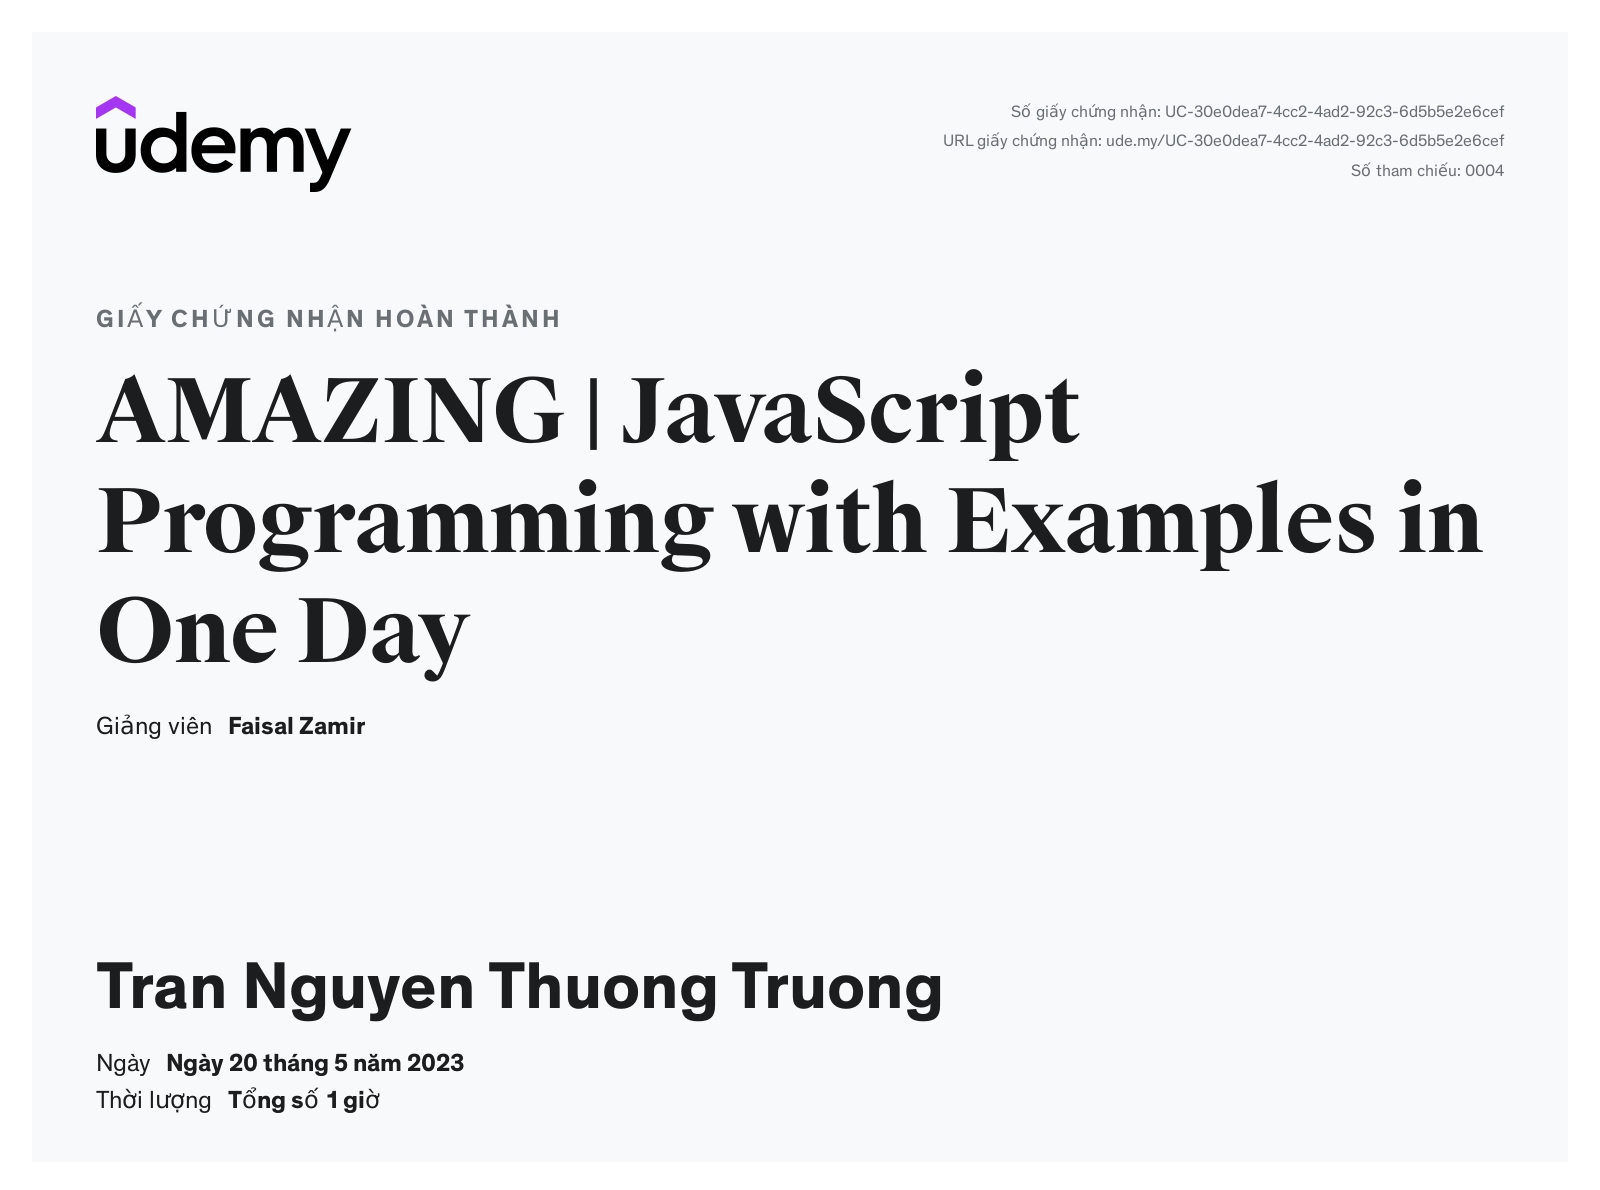 udemy
Số giấy chứng nhận: UC-30e0dea7-4cc2-4ad2-92c3-6d5b5e2e6cef
URL giấy chứng nhận: ude.my/UC-30e0dea7-4cc2-4ad2-92c3-6d5b5e2e6cef
Số tham chiếu: 0004
GIẤY CHỨNG NHẬN HOÀN THÀNH
AMAZING | JavaScript
Programming with Examples in
One Day
Giảng viên Faisal Zamir
Tran Nguyen Thuong Truong
Ngày Ngày 20 tháng 5 năm 2023
Thời lượng Tổng số 1 giờ